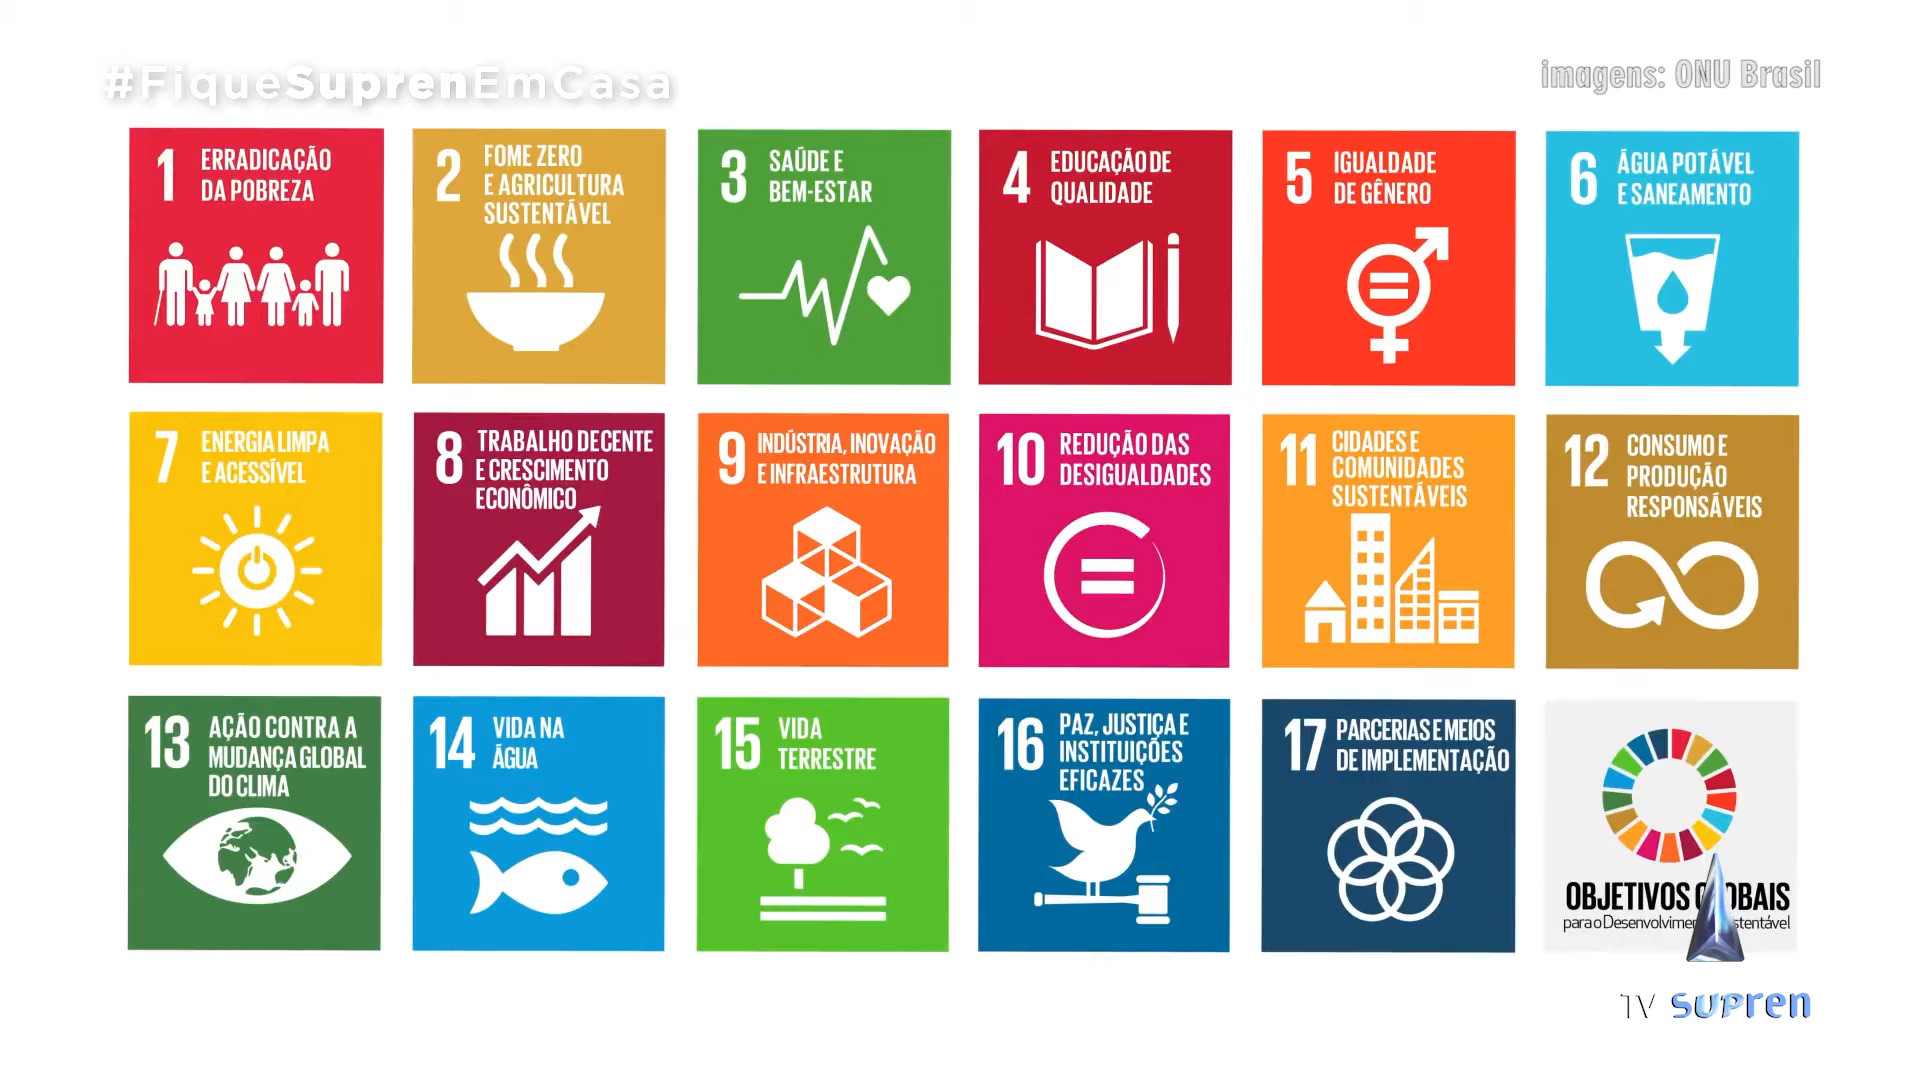 #FiqueSuprenEmCasa
imagens: ONU Brasil
1 ERRADICAÇÃO
DA POBREZA
2 FOME ZERO
E AGRICULTURA
SUSTENTÁVEL
3 SAÚDE E
BEM-ESTAR
4 EDUCAÇÃO DE
QUALIDADE
5 IGUALDADE
DE GÊNERO
6 ÁGUA POTÁVEL
E SANEAMENTO
7 ENERGIA LIMPA
E ACESSÍVEL
8 TRABALHO DECENTE
E CRESCIMENTO
ECONÔMICO
9 INDÚSTRIA, INOVAÇÃO
E INFRAESTRUTURA
10 REDUÇÃO DAS
DESIGUALDADES
11 CIDADES E
COMUNIDADES
SUSTENTÁVEIS
12 CONSUMO E
PRODUÇÃO
RESPONSÁVEIS
13 AÇÃO CONTRA A
MUDANÇA GLOBAL
DO CLIMA
14 VIDA NA
ÁGUA
15 VIDA
TERRESTRE
16 PAZ, JUSTIÇA E
INSTITUIÇÕES
EFICAZES
17 PARCERIAS E MEIOS
DE IMPLEMENTAÇÃO
OBJETIVOS
para o
TV Supren